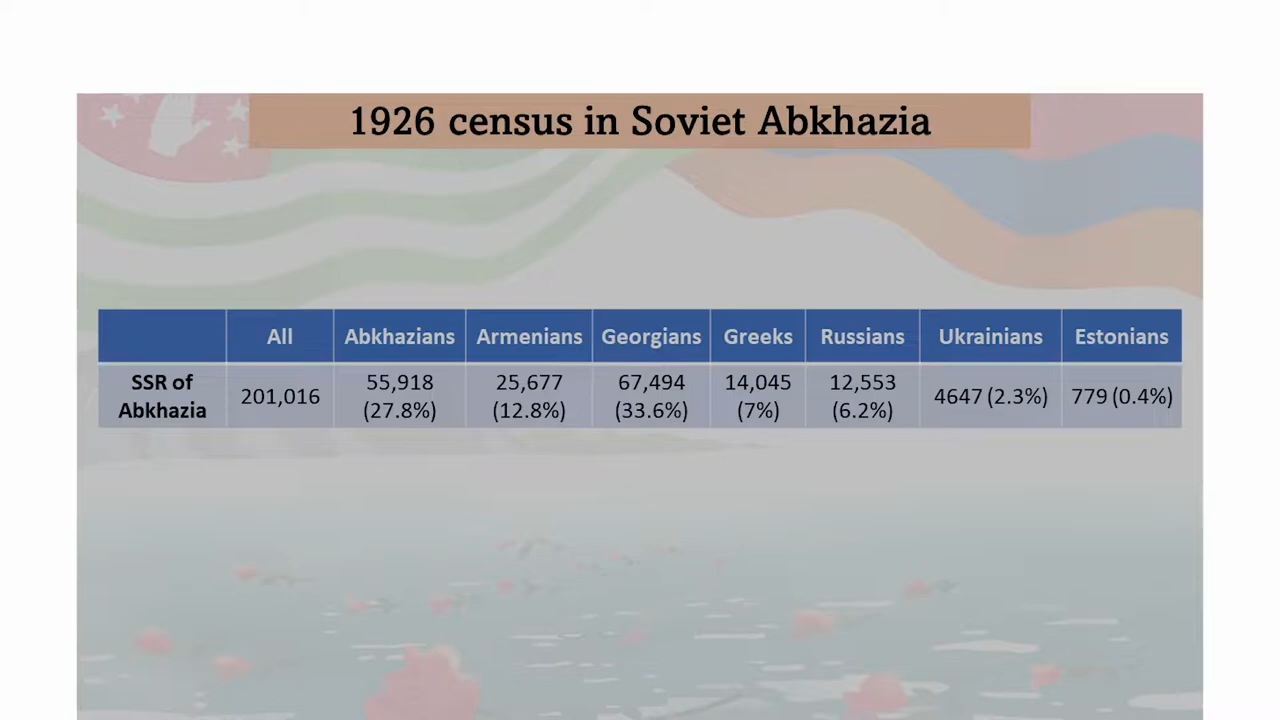 1926 census in Soviet Abkhazia
All Abkhazians Armenians Georgians Greeks Russians Ukrainians Estonians
SSR of Abkhazia 201,016 55,918 (27.8%) 25,677 (12.8%) 67,494 (33.6%) 14,045 (7%) 12,553 (6.2%) 4647 (2.3%) 779 (0.4%)